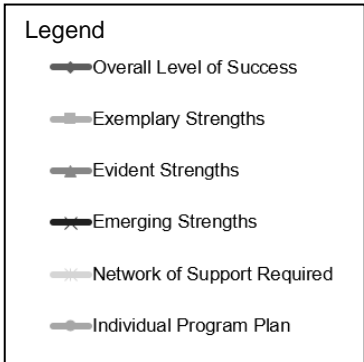 Legend
Overall Level of Success
Exemplary Strengths
Evident Strengths
Emerging Strengths
Network of Support Required
Individual Program Plan